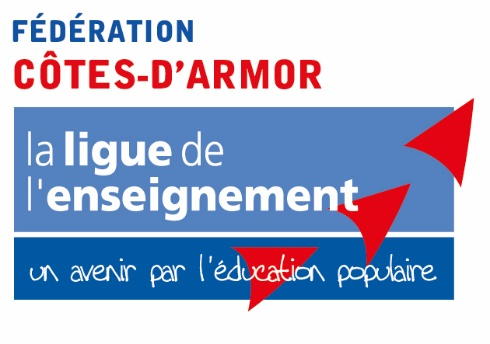 FÉDÉRATION
CÔTES-D'ARMOR
la ligue de
l'enseignement
un avenir par l'éducation populaire